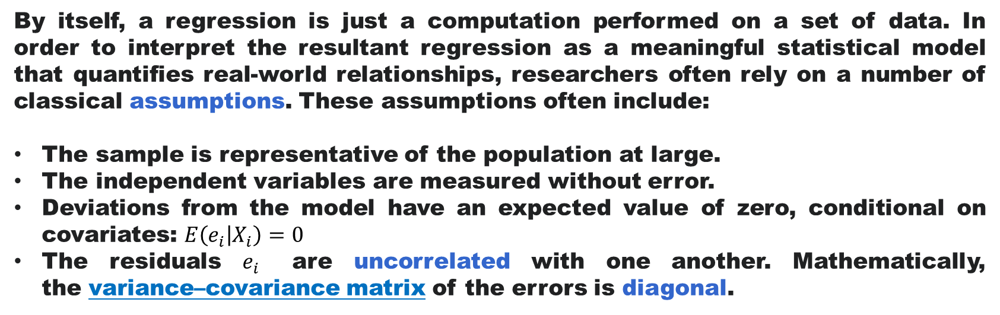 By itself, a regression is just a computation performed on a set of data. In
order to interpret the resultant regression as a meaningful statistical model
that quantifies real-world relationships, researchers often rely on a number of
classical assumptions. These assumptions often include:
• The sample is representative of the population at large.
• The independent variables are measured without error.
• Deviations from the model have an expected value of zero, conditional on
covariates: E(eᵢ|Xᵢ) = 0
• The residuals eᵢ are uncorrelated with one another. Mathematically,
the variance–covariance matrix of the errors is diagonal.